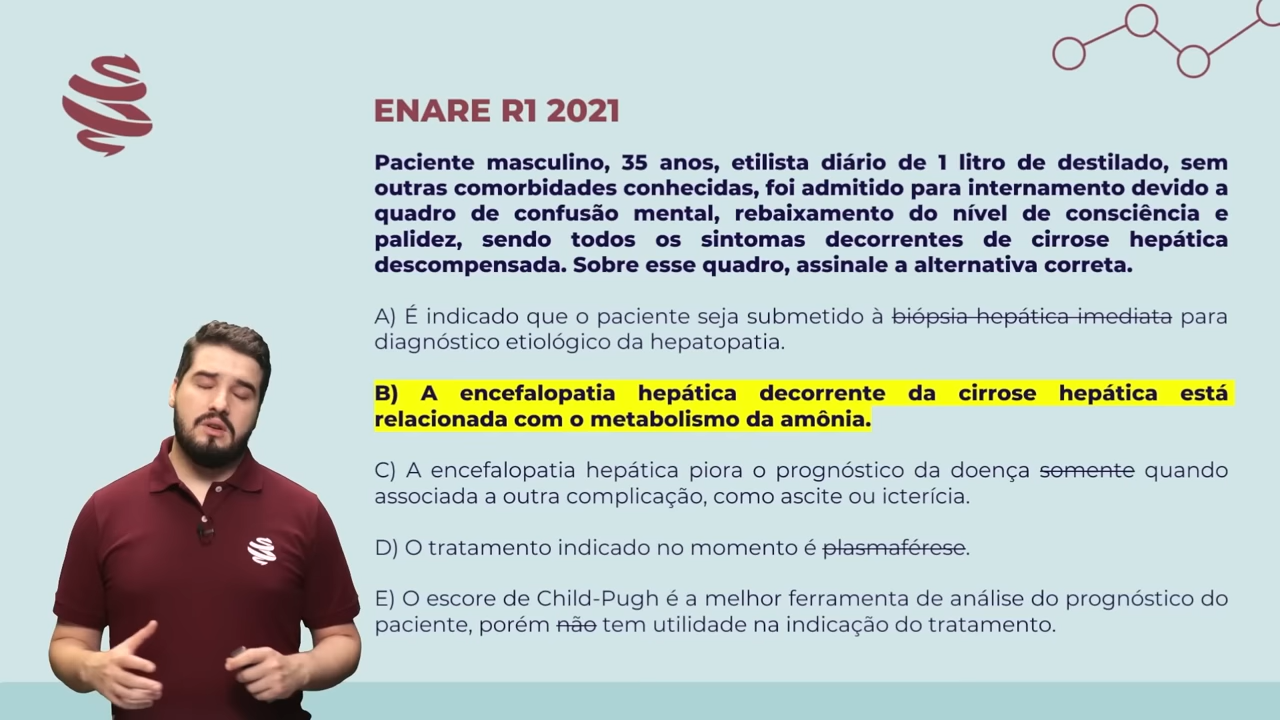 ENARE R1 2021
Paciente masculino, 35 anos, etilista diário de 1 litro de destilado, sem
outras comorbidades conhecidas, foi admitido para internamento devido a
quadro de confusão mental, rebaixamento do nível de consciência e
palidez, sendo todos os sintomas decorrentes de cirrose hepática
descompensada. Sobre esse quadro, assinale a alternativa correta.
A) É indicado que o paciente seja submetido à biópsia hepática imediata para
diagnóstico etiológico da hepatopatia.
B) A encefalopatia hepática decorrente da cirrose hepática está
relacionada com o metabolismo da amônia.
C) A encefalopatia hepática piora o prognóstico da doença somente quando
associada a outra complicação, como ascite ou icterícia.
D) O tratamento indicado no momento é plasmaférese.
E) O escore de Child-Pugh é a melhor ferramenta de análise do prognóstico do
paciente, porém não tem utilidade na indicação do tratamento.